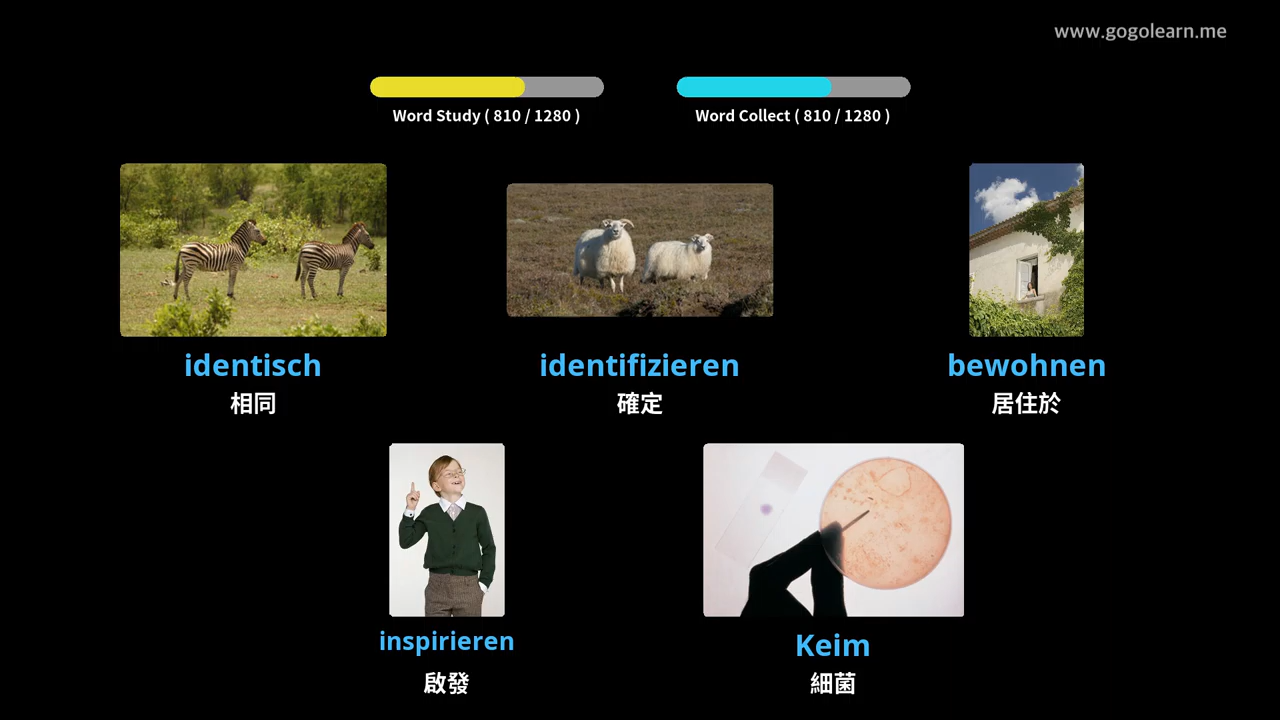 www.gogolearn.me
Word Study ( 810 / 1280 )
Word Collect ( 810 / 1280 )
identisch
相同
identifizieren
確定
bewohnen
居住於
inspirieren
啟發
Keim
細菌